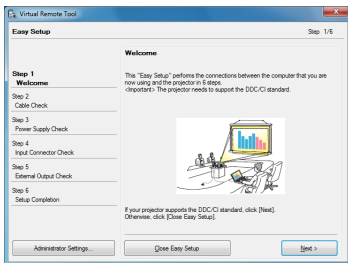 Virtual Remote Tool
Easy Setup
Step 1/6
Welcome
Step 1
Welcome
Step 2
Cable Check
Step 3
Power Supply Check
Step 4
Input Connector Check
Step 5
External Output Check
Step 6
Setup Completion
This "Easy Setup" performs the connections between the computer that you are
now using and the projector in 6 steps.
<Important> The projector needs to support the DDC/CI standard.
If your projector supports the DDC/CI standard, click [Next].
Otherwise, click [Close Easy Setup].
Administrator Settings...
Close Easy Setup
Next >